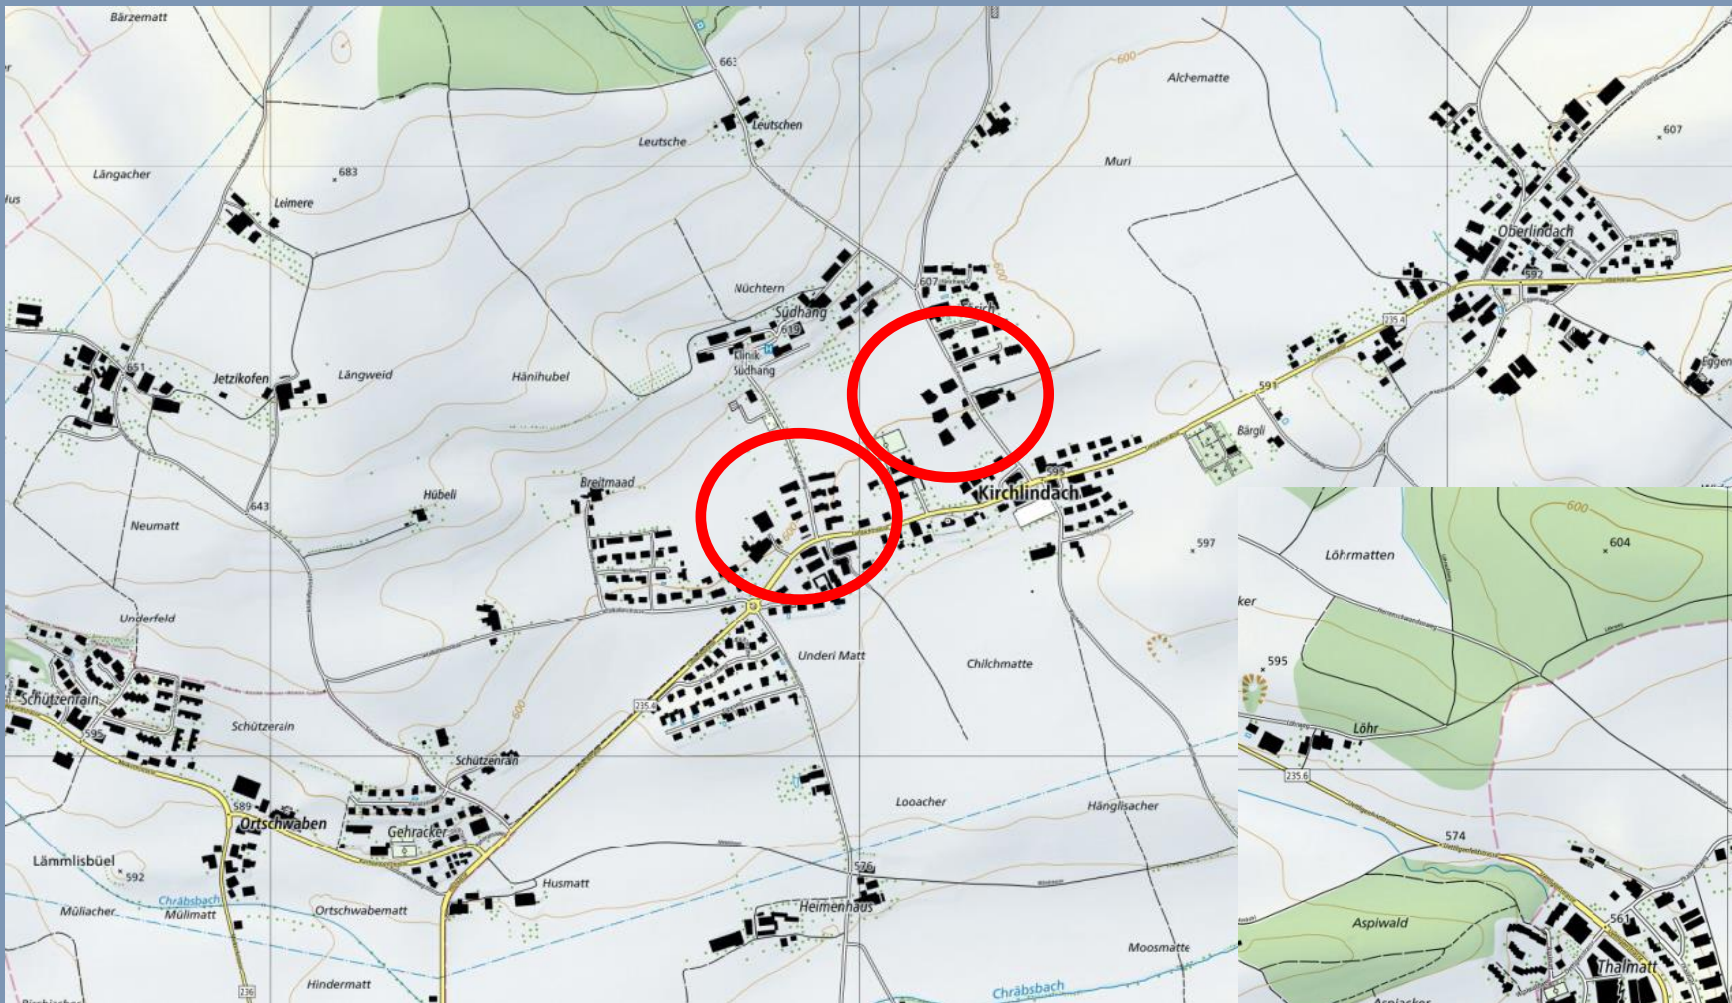 Bärzematt
663
Alchematte
600
607
Leutschen
Leutsche
Muri
Längacher
683
Leimere
Oberlindach
592
607
600
Nüchtern
Südhang
619
235.4
Klinik
Südhang
651
Jetzikofen
Längweid
Hänihubel
591
Bärgli
595
Kirchlindach
Breitmaad
Hübeli
643
Neumatt
600
597
600
604
Löhrmatten
Underfeld
Underi Matt
Chilchmatte
595
Schützenrain
Schützerain
600
235.4
595
Löhr
Schützenrain
235.6
589
Ortschwaben
Gehracker
Looacher
Hänglisacher
574
Lämmlisbüel
592
576
Husmatt
Chräbsbach
Müliacher
Mülimatt
Ortschwabematt
Heimenhaus
Aspiwald
561
Moosmatte
Thalmatt
Hindermatt
236
Chräbsbach